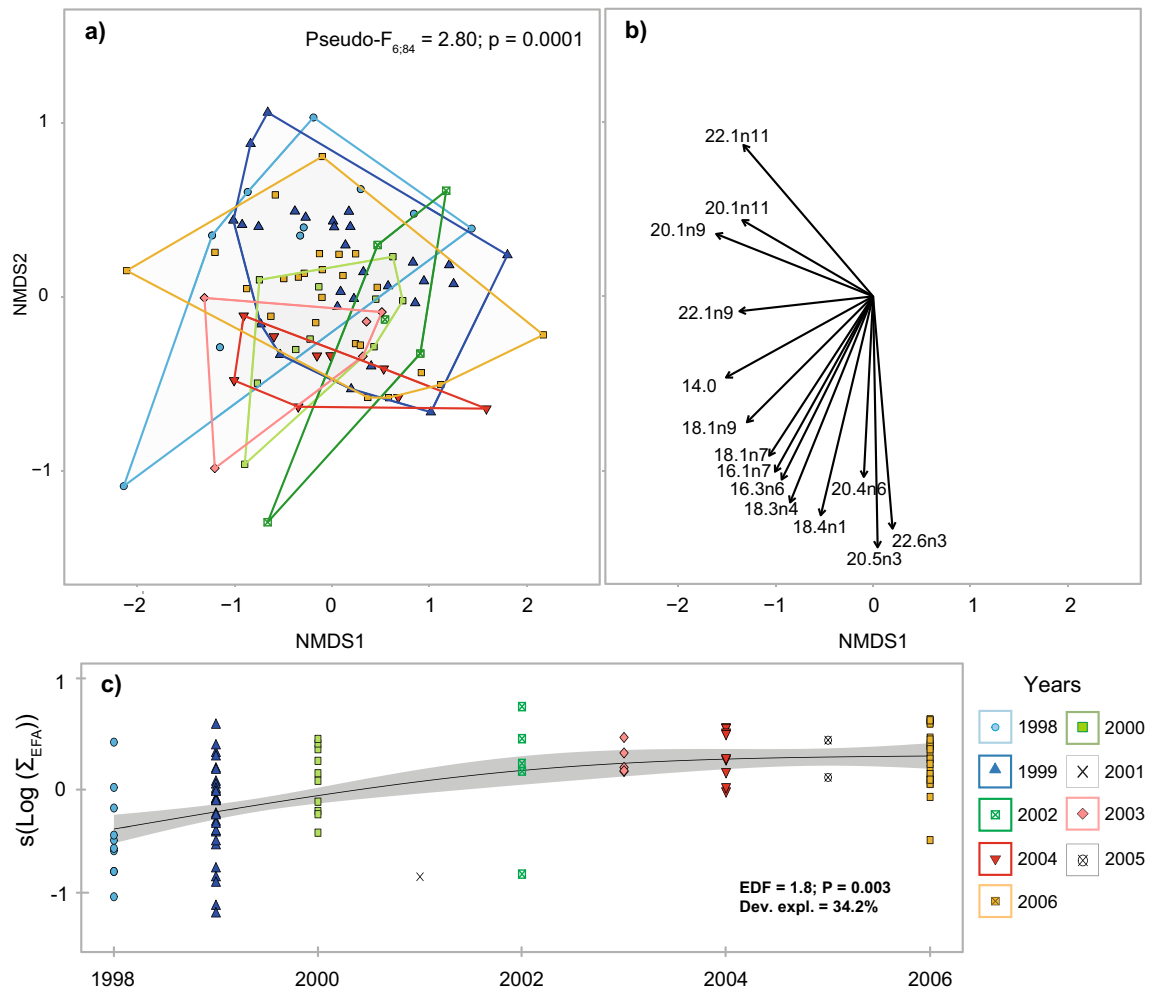 a)
Pseudo-F6;84 = 2.80; p = 0.0001
NMDS2
1
0
−1
−2
−1
0
1
2
NMDS1
b)
22.1n11
20.1n11
20.1n9
22.1n9
14.0
18.1n9
18.1n7
16.1n7
16.3n6
18.3n4
18.4n1
20.4n6
22.6n3
20.5n3
−2
−1
0
1
2
NMDS1
c)
s(Log (ΣEFA))
1
0
-1
EDF = 1.8; P = 0.003
Dev. expl. = 34.2%
1998
2000
2002
2004
2006
Years
1998
2000
1999
2001
2002
2003
2004
2005
2006